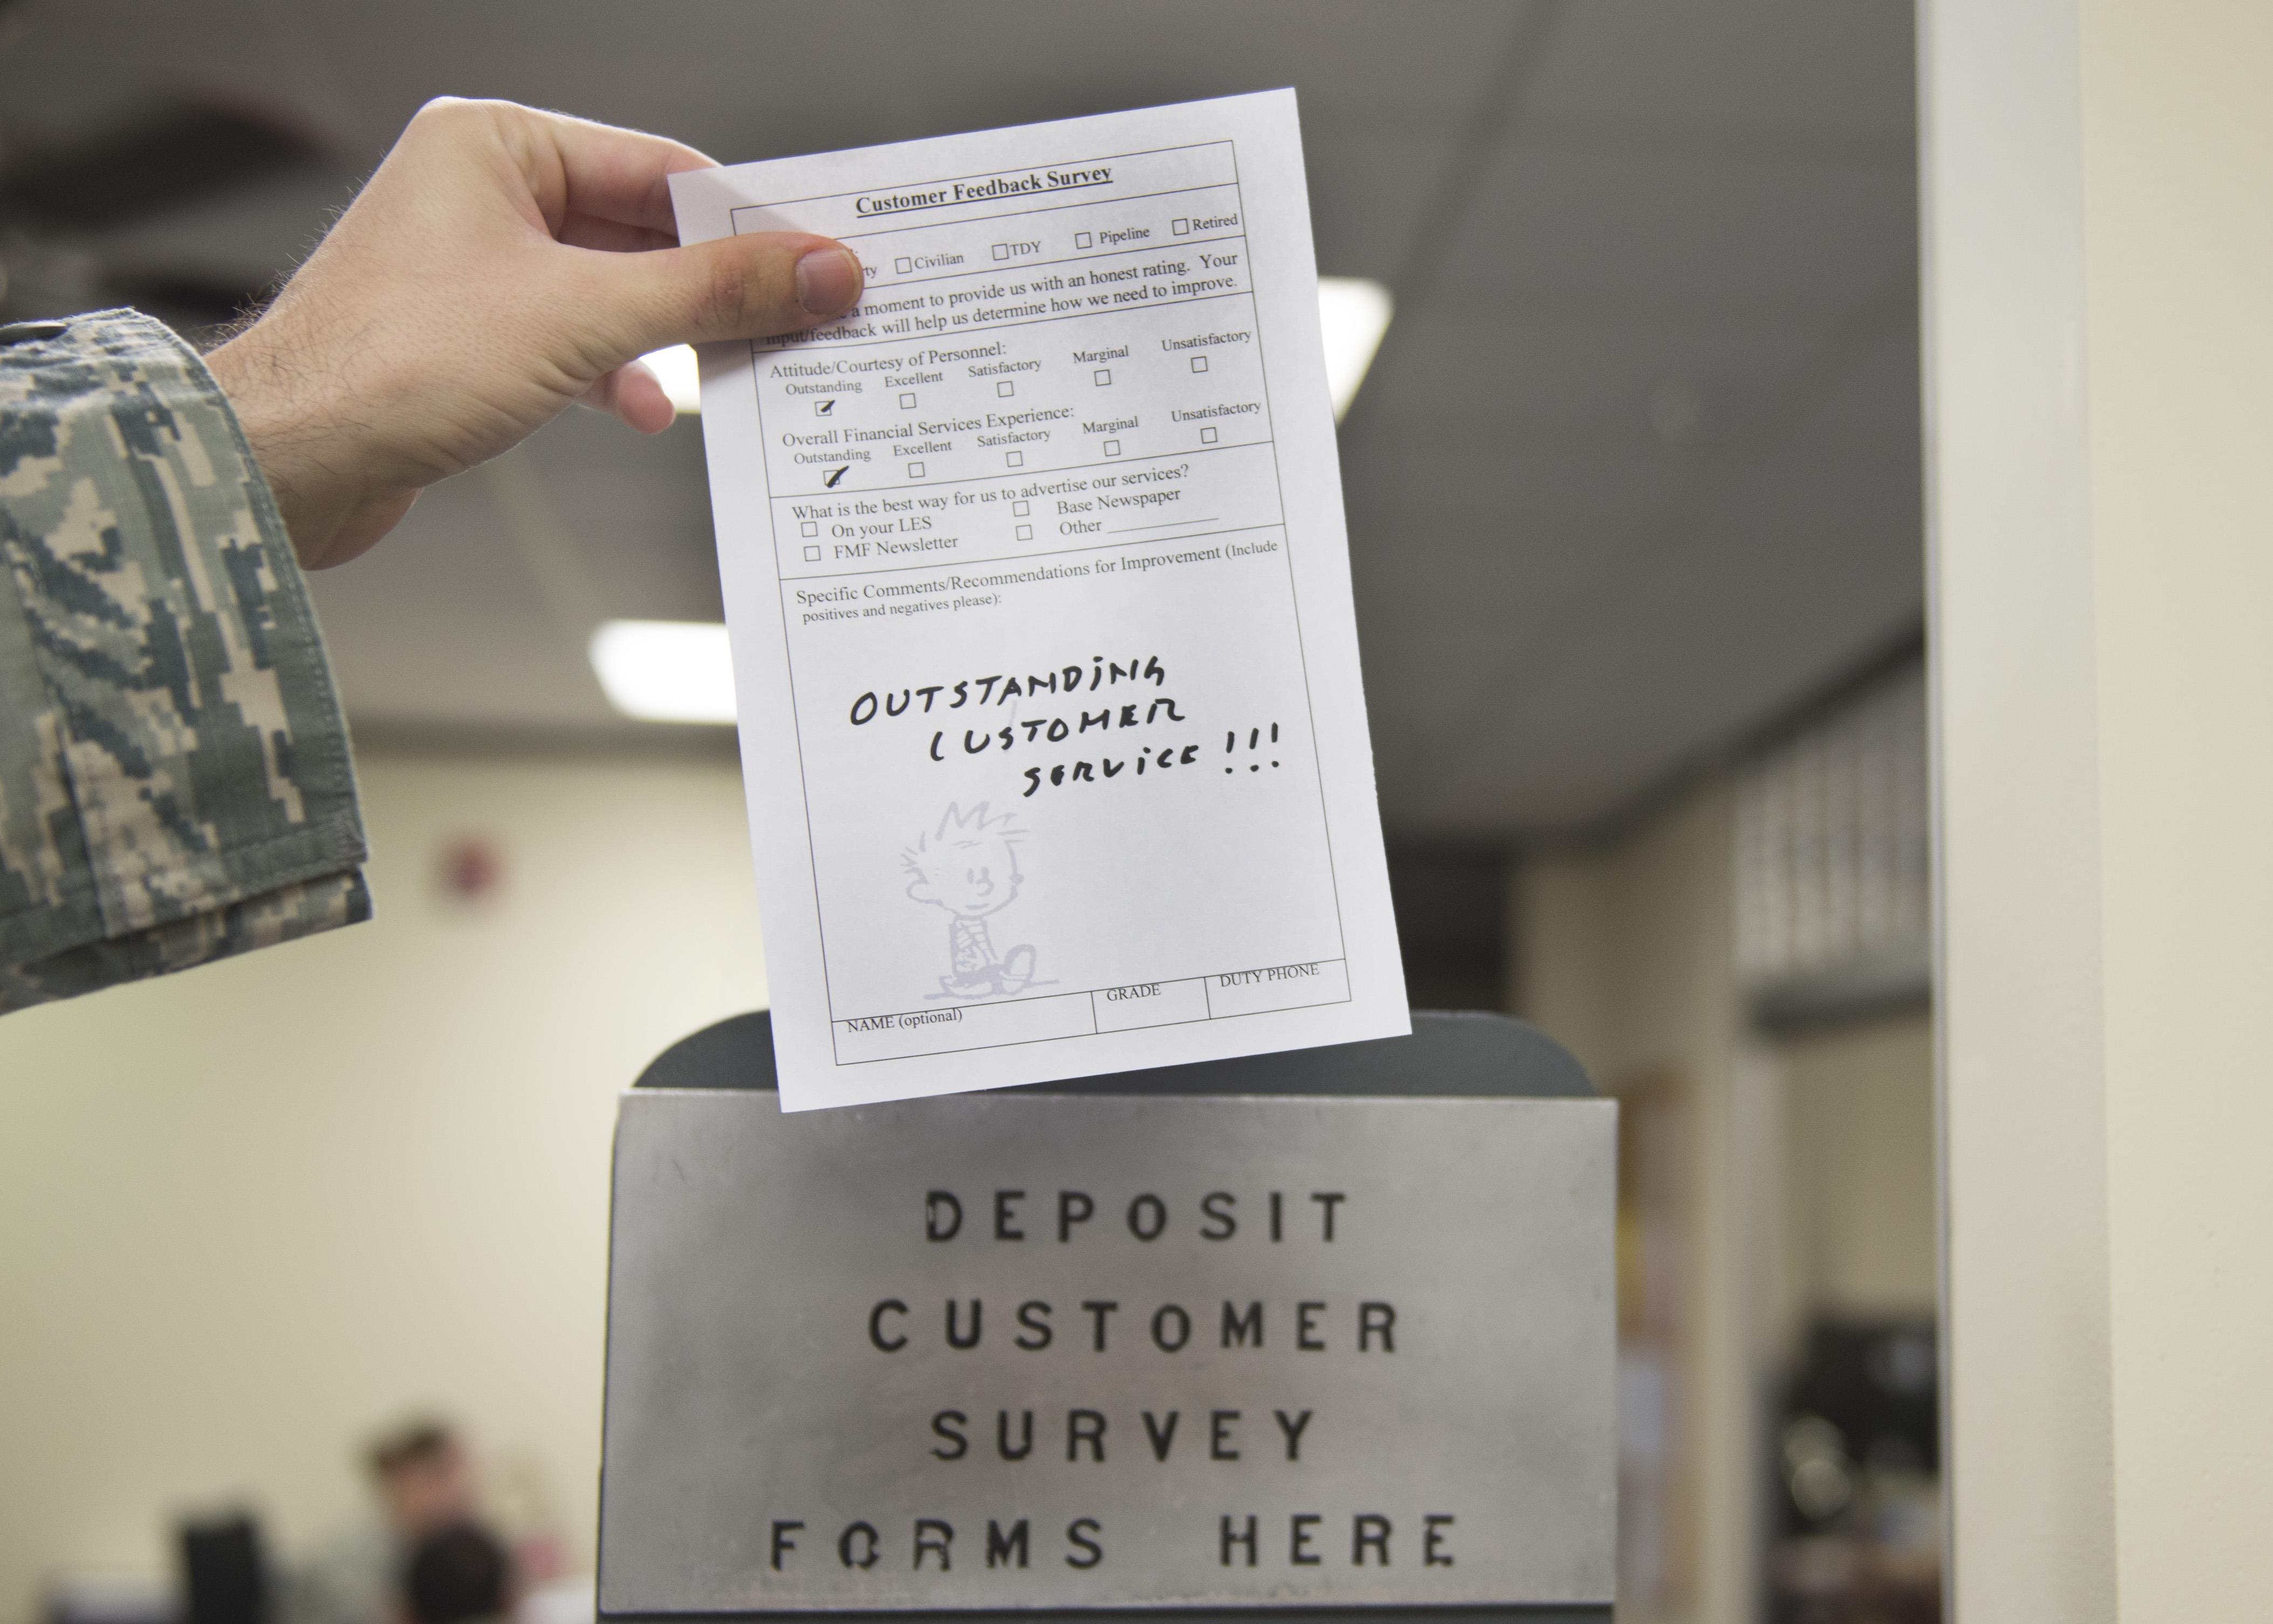 Customer Feedback Survey
☐ Civilian ☐ TDY ☐ Pipeline ☐ Retired
a moment to provide us with an honest rating. Your
input/feedback will help us determine how we need to improve.
Attitude/Courtesy of Personnel:
Outstanding Excellent Satisfactory Marginal Unsatisfactory
Overall Financial Services Experience:
Outstanding Excellent Satisfactory Marginal Unsatisfactory
What is the best way for us to advertise our services?
☐ On your LES ☐ Base Newspaper
☐ FMF Newsletter ☐ Other
Specific Comments/Recommendations for Improvement (Include
positives and negatives please):
OUTSTANDiNG
CUSTOMER
SERViCE !!!
NAME (optional) GRADE DUTY PHONE
DEPOSIT
CUSTOMER
SURVEY
FORMS HERE